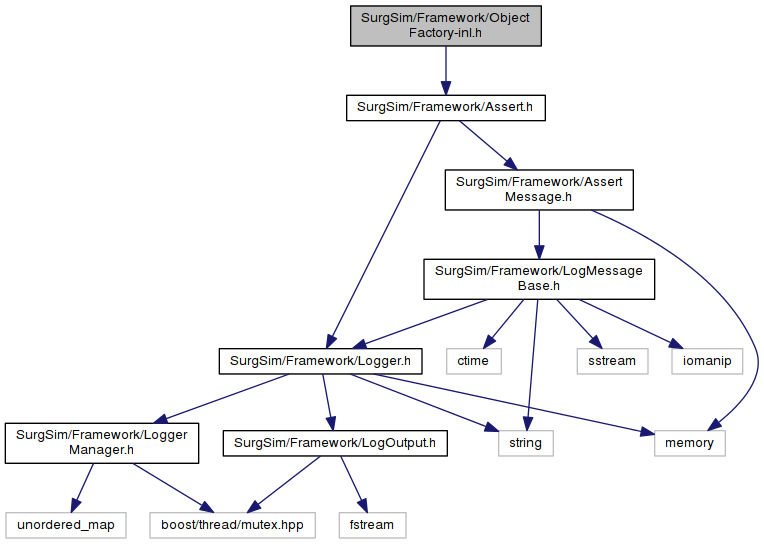 SurgSim/Framework/Object
Factory-inl.h
SurgSim/Framework/Assert.h
SurgSim/Framework/Assert
Message.h
SurgSim/Framework/LogMessage
Base.h
SurgSim/Framework/Logger.h
ctime
sstream
iomanip
SurgSim/Framework/Logger
Manager.h
SurgSim/Framework/LogOutput.h
string
memory
unordered_map
boost/thread/mutex.hpp
fstream